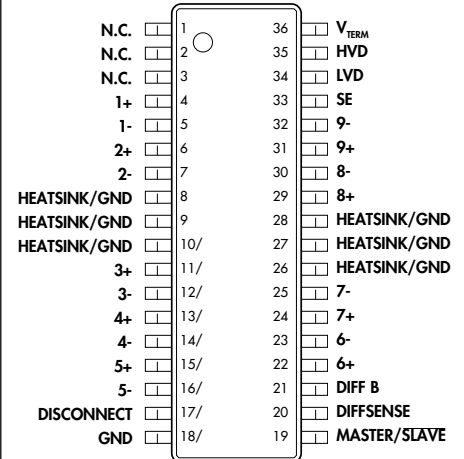 N.C. 1 36 VTERM
N.C. 2 35 HVD
N.C. 3 34 LVD
1+ 4 33 SE
1- 5 32 9-
2+ 6 31 9+
2- 7 30 8-
HEATSINK/GND 8 29 8+
HEATSINK/GND 9 28 HEATSINK/GND
HEATSINK/GND 10/ 27 HEATSINK/GND
3+ 11/ 26 HEATSINK/GND
3- 12/ 25 7-
4+ 13/ 24 7+
4- 14/ 23 6-
5+ 15/ 22 6+
5- 16/ 21 DIFF B
DISCONNECT 17/ 20 DIFFSENSE
GND 18/ 19 MASTER/SLAVE